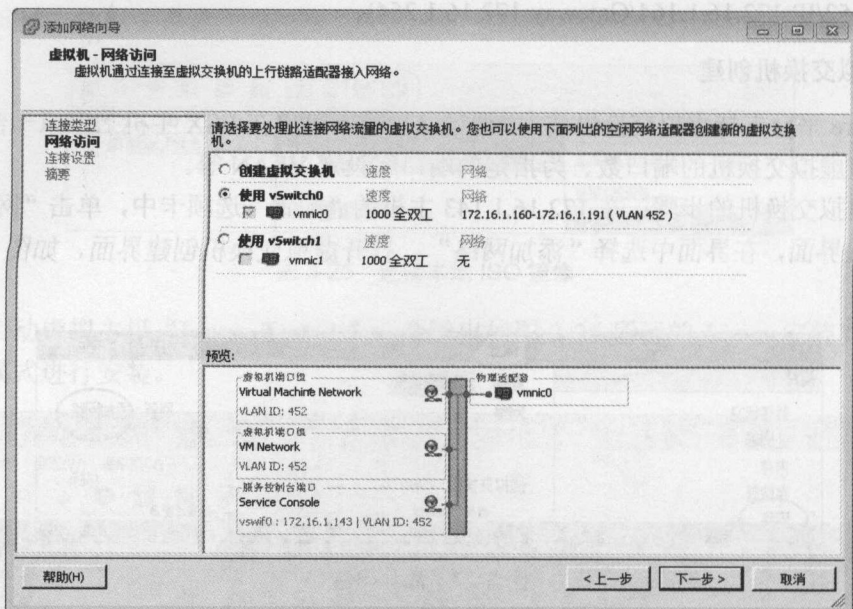 添加网络向导
虚拟机 - 网络访问
虚拟机通过连接至虚拟交换机的上行链路适配器接入网络。
连接类型
网络访问
连接设置
摘要
请选择要处理此连接网络流量的虚拟交换机。您也可以使用下面列出的空闲网络适配器创建新的虚拟交换
机。
创建虚拟交换机 速度 网络
使用 vSwitch0 速度 网络
vmnic0 1000 全双工 172.16.1.160-172.16.1.191 ( VLAN 452 )
使用 vSwitch1 速度 网络
vmnic1 1000 全双工 无
预览:
虚拟机端口组 物理适配器
Virtual Machine Network vmnic0
VLAN ID: 452
虚拟机端口组
VM Network
VLAN ID: 452
服务控制台端口
Service Console
vswif0 : 172.16.1.143 | VLAN ID: 452
帮助(H) <上一步 下一步 > 取消